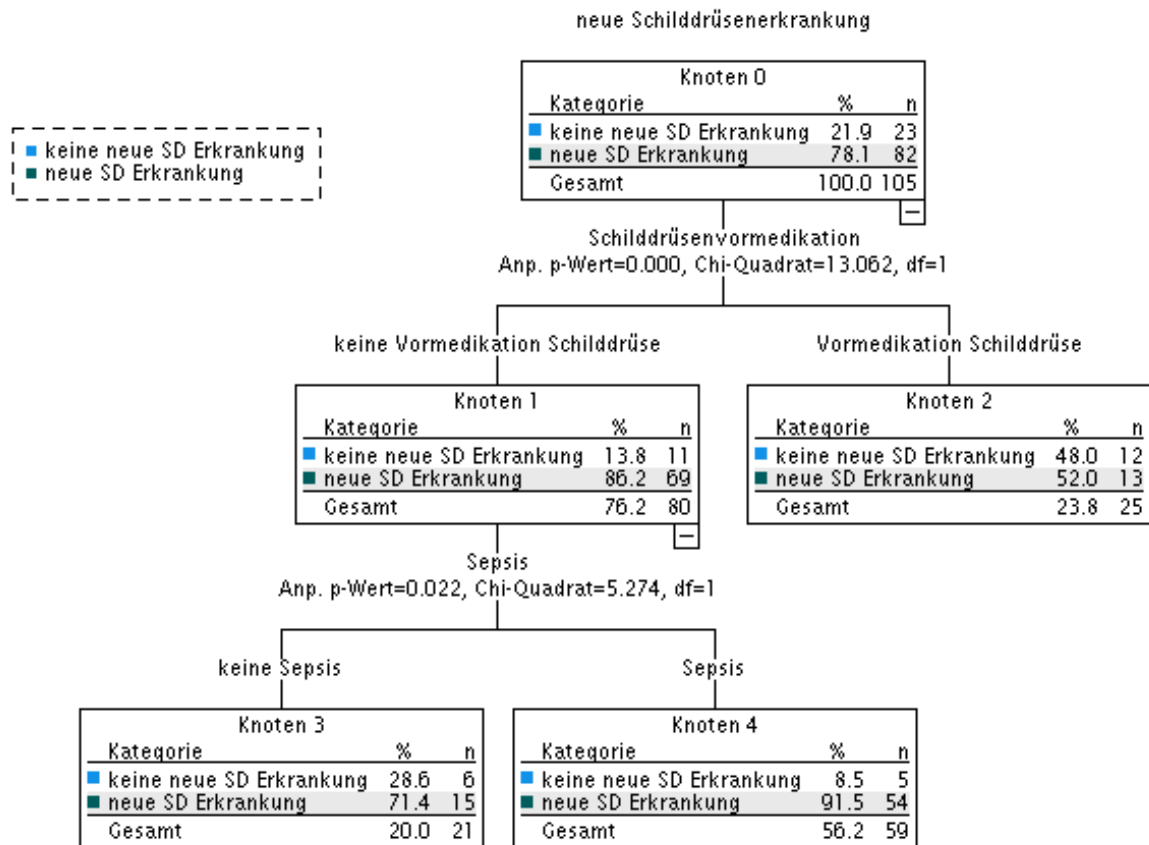 neue Schilddrüsenerkrankung
keine neue SD Erkrankung
neue SD Erkrankung
Knoten 0
Kategorie % n
keine neue SD Erkrankung 21.9 23
neue SD Erkrankung 78.1 82
Gesamt 100.0 105
Schilddrüsenvormedikation
Anp. p-Wert=0.000, Chi-Quadrat=13.062, df=1
keine Vormedikation Schilddrüse
Vormedikation Schilddrüse
Knoten 1
Kategorie % n
keine neue SD Erkrankung 13.8 11
neue SD Erkrankung 86.2 69
Gesamt 76.2 80
Knoten 2
Kategorie % n
keine neue SD Erkrankung 48.0 12
neue SD Erkrankung 52.0 13
Gesamt 23.8 25
Sepsis
Anp. p-Wert=0.022, Chi-Quadrat=5.274, df=1
keine Sepsis
Sepsis
Knoten 3
Kategorie % n
keine neue SD Erkrankung 28.6 6
neue SD Erkrankung 71.4 15
Gesamt 20.0 21
Knoten 4
Kategorie % n
keine neue SD Erkrankung 8.5 5
neue SD Erkrankung 91.5 54
Gesamt 56.2 59